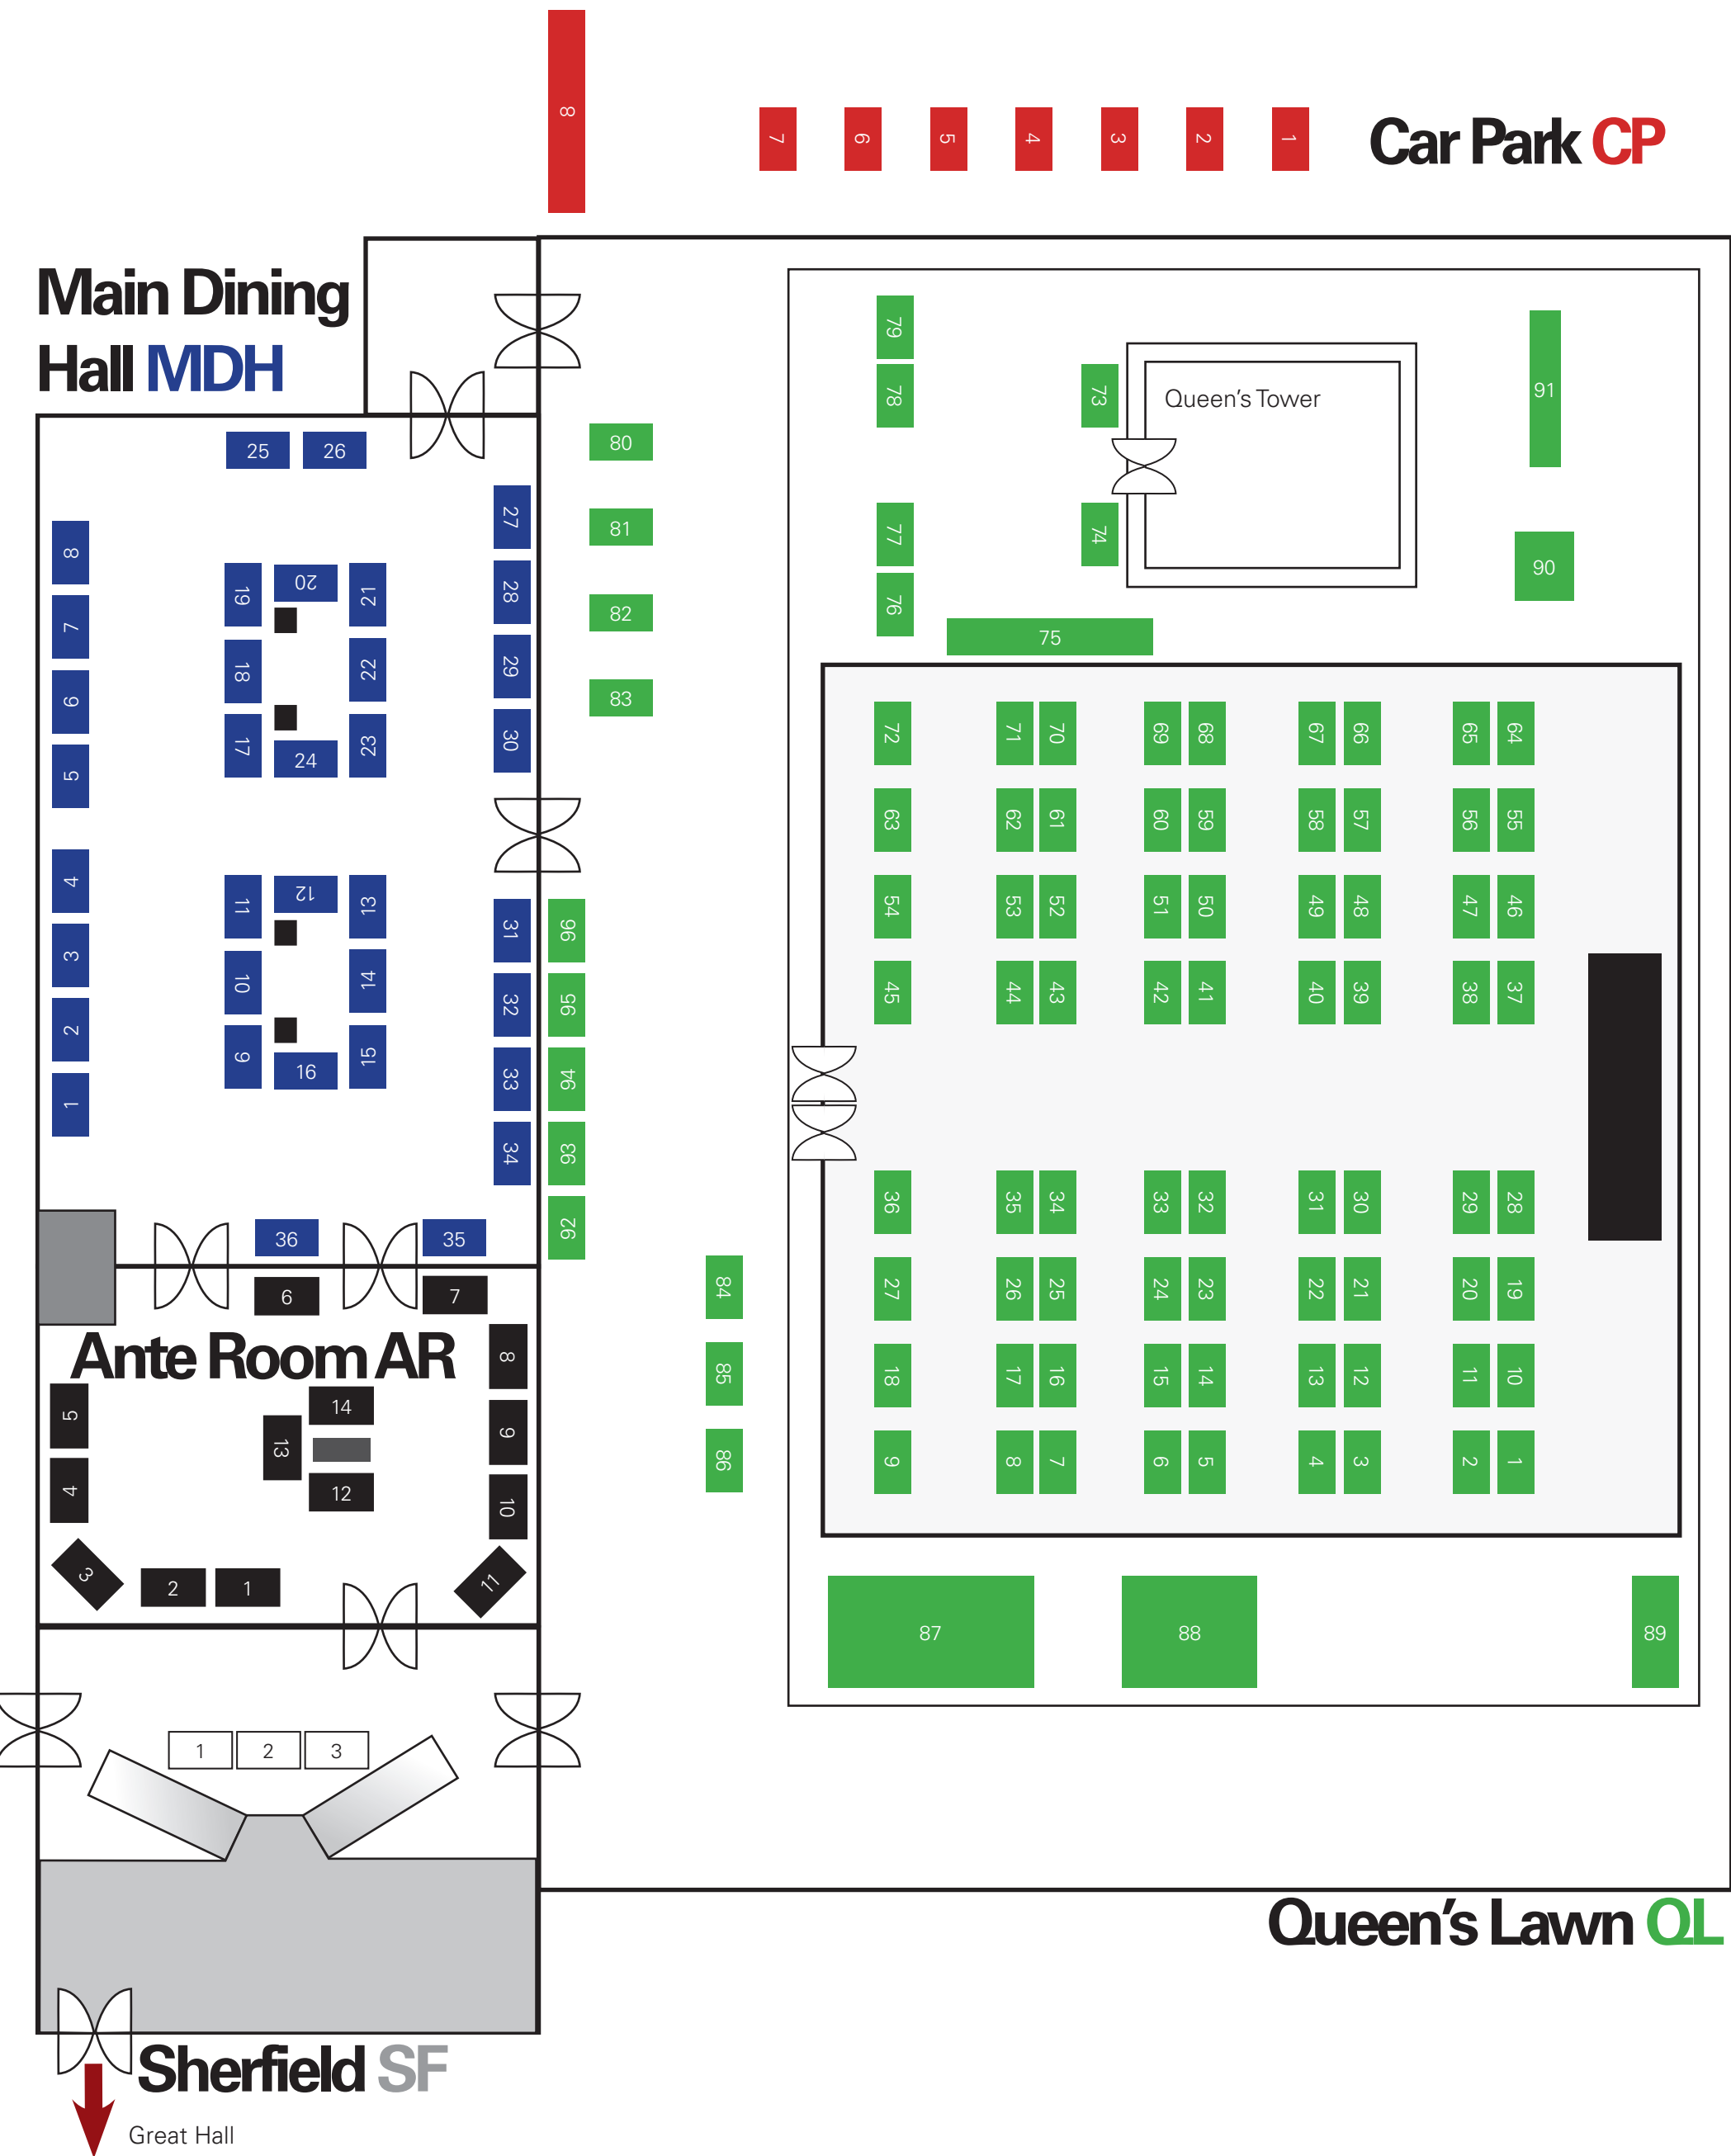 8
7 6 5 4 3 2 1
Car Park CP
Main Dining
Hall MDH
25 26
27
28
29
30
8
7
6
5
4
3
2
1
19 20 21
18 22
17 24 23
11 12 13
10 14
9 16 15
31
32
33
34
36 35
6 7
Ante Room AR
8
9
10
11
5
4
3
2 1
14
13
12
1 2 3
Sherfield SF
Great Hall
80
81
82
83
96
95
94
93
92
84
85
86
79
78
77
76
73
74
Queen's Tower
91
90
75
72 71 70 69 68 67 66 65 64
63 62 61 60 59 58 57 56 55
54 53 52 51 50 49 48 47 46
45 44 43 42 41 40 39 38 37
36 35 34 33 32 31 30 29 28
27 26 25 24 23 22 21 20 19
18 17 16 15 14 13 12 11 10
9 8 7 6 5 4 3 2 1
87 88 89
Queen's Lawn QL